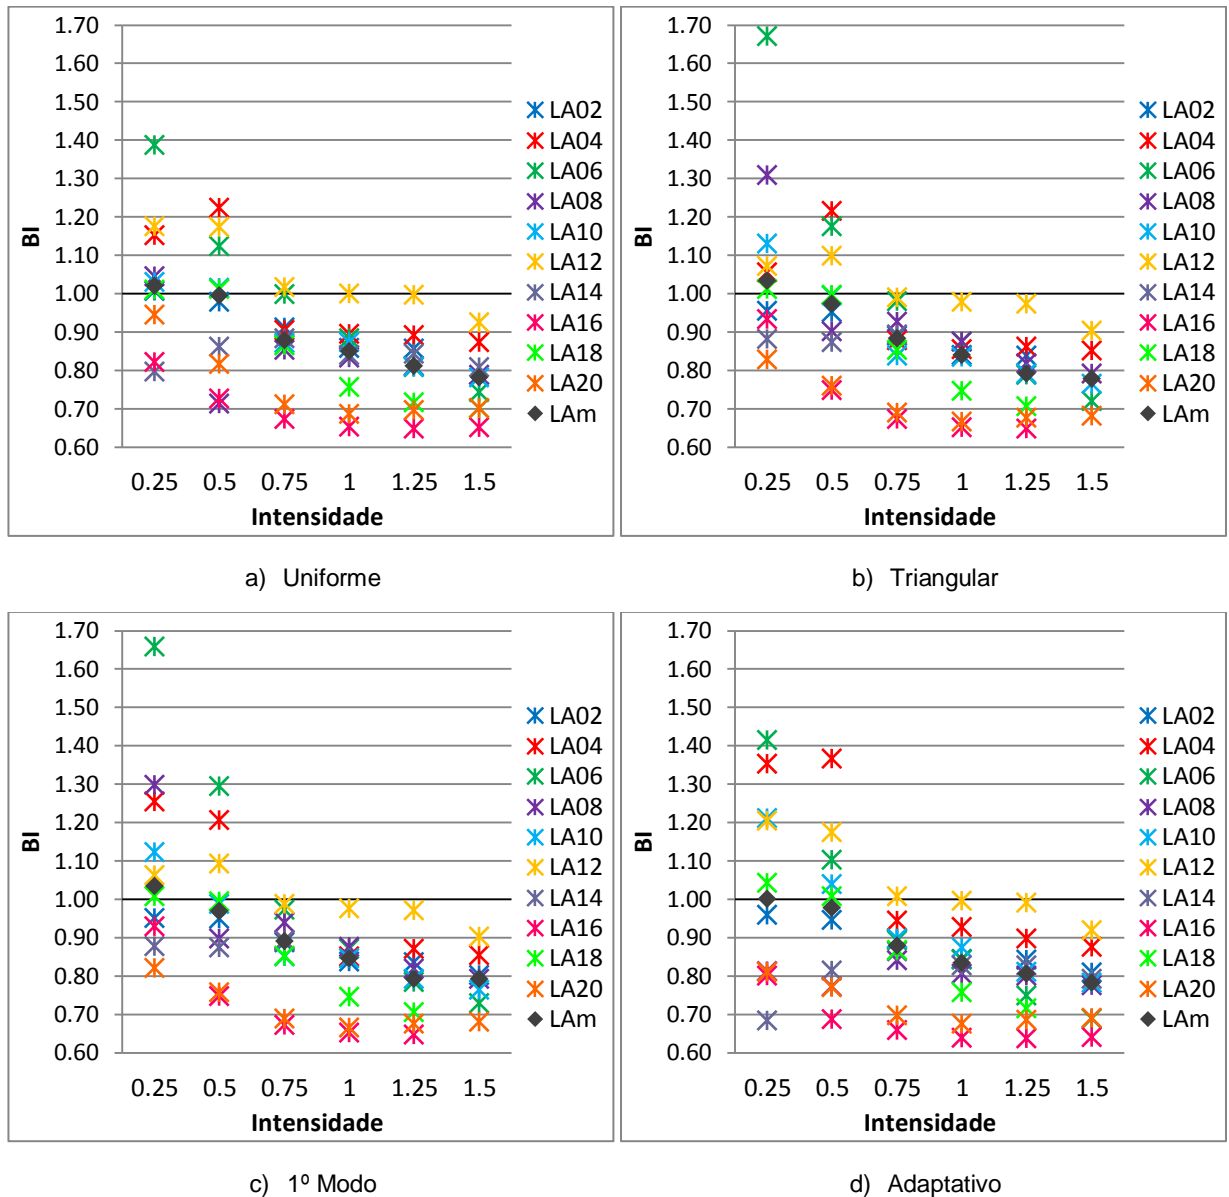 1.70
1.60
1.50
1.40
1.30
1.20
1.10
1.00
0.90
0.80
0.70
0.60
BI
0.25 0.5 0.75 1 1.25 1.5
Intensidade
LA02
LA04
LA06
LA08
LA10
LA12
LA14
LA16
LA18
LA20
LAm
a) Uniforme
1.70
1.60
1.50
1.40
1.30
1.20
1.10
1.00
0.90
0.80
0.70
0.60
BI
0.25 0.5 0.75 1 1.25 1.5
Intensidade
LA02
LA04
LA06
LA08
LA10
LA12
LA14
LA16
LA18
LA20
LAm
b) Triangular
1.70
1.60
1.50
1.40
1.30
1.20
1.10
1.00
0.90
0.80
0.70
0.60
BI
0.25 0.5 0.75 1 1.25 1.5
Intensidade
LA02
LA04
LA06
LA08
LA10
LA12
LA14
LA16
LA18
LA20
LAm
c) 1º Modo
1.70
1.60
1.50
1.40
1.30
1.20
1.10
1.00
0.90
0.80
0.70
0.60
BI
0.25 0.5 0.75 1 1.25 1.5
Intensidade
LA02
LA04
LA06
LA08
LA10
LA12
LA14
LA16
LA18
LA20
LAm
d) Adaptativo